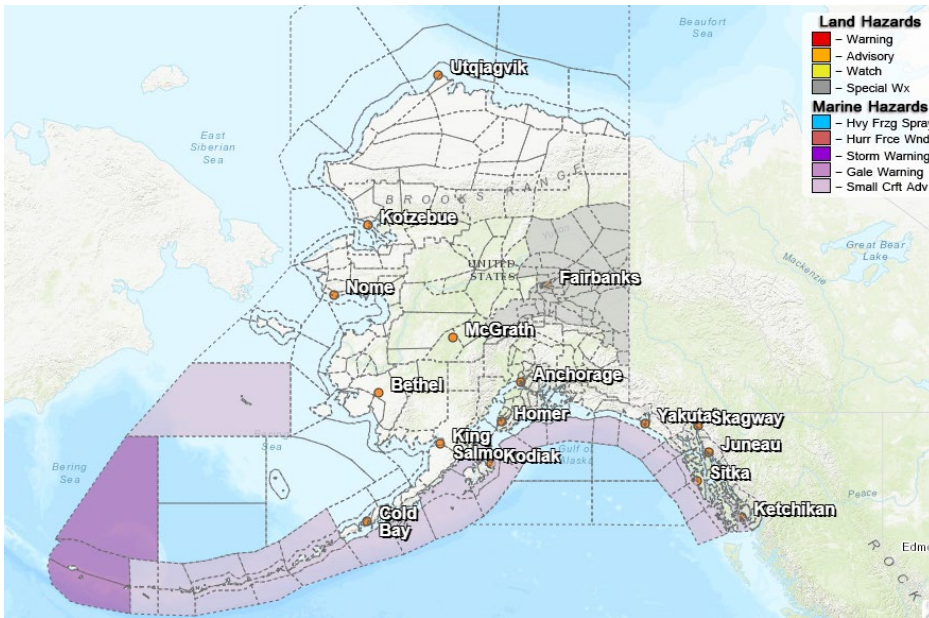 Land Hazards
– Warning
– Advisory
– Watch
– Special Wx
Marine Hazards
– Hvy Frzg Spray
– Hurr Frce Wnd
– Storm Warning
– Gale Warning
– Small Crft Adv
Beaufort
Sea
Utqiagvik
East
Siberian
Sea
BROOKS RANGE
Kotzebue
Great Bear
Lake
Mackenzie
UNITED
STATES
Fairbanks
Nome
McGrath
Anchorage
Bethel
Homer
Yakuta
Skagway
King
Salmo
Kodiak
Gulf of
Alaska
Juneau
Bering
Sea
Sea
Sitka
Peace
Cold
Bay
Ketchikan
Edm
ROCK